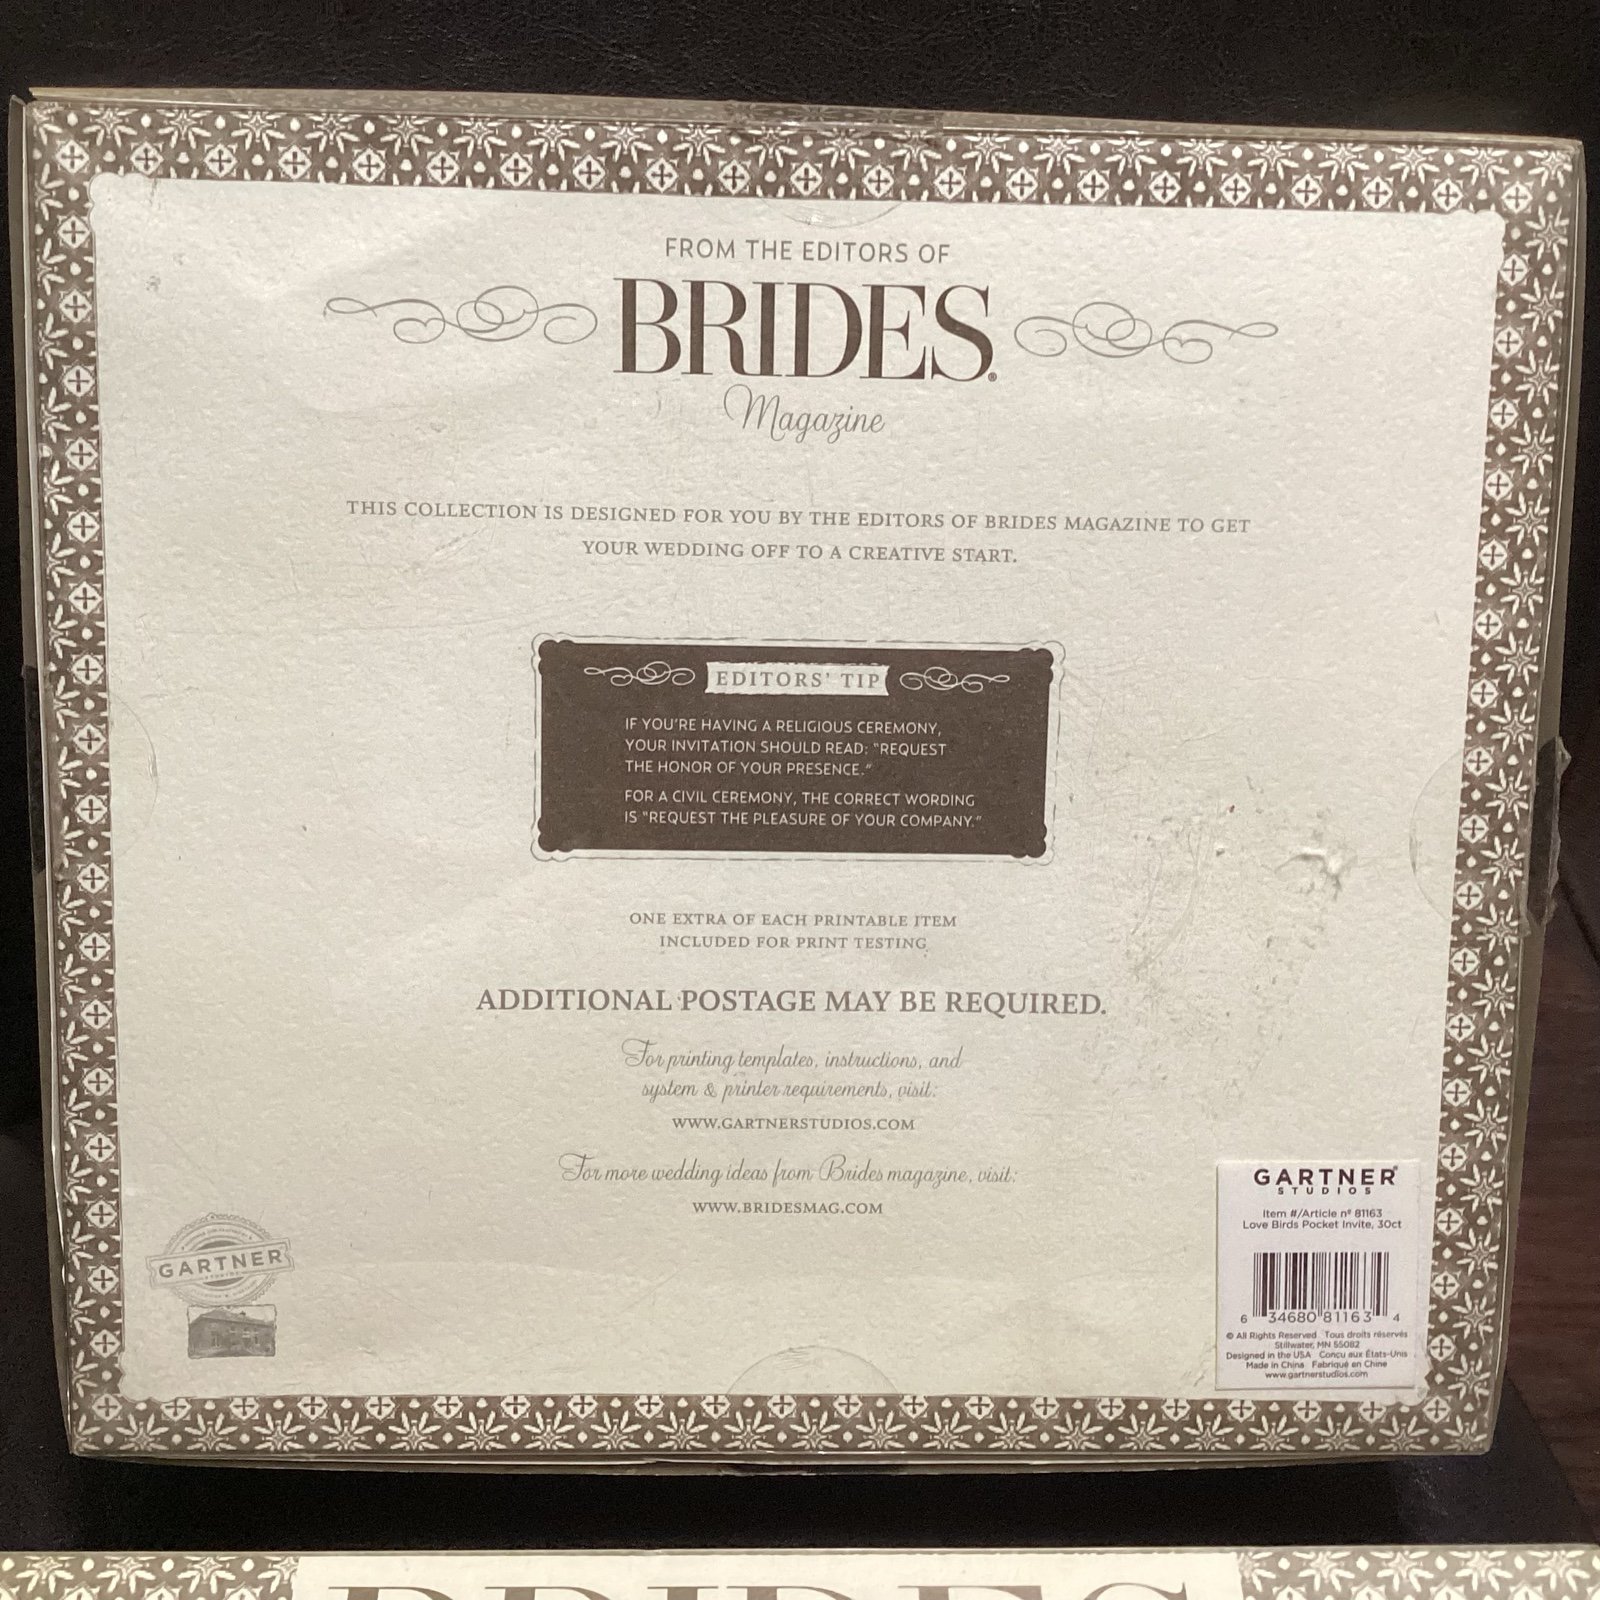 FROM THE EDITORS OF
BRIDES®
Magazine
THIS COLLECTION IS DESIGNED FOR YOU BY THE EDITORS OF BRIDES MAGAZINE TO GET
YOUR WEDDING OFF TO A CREATIVE START.
EDITORS' TIP
IF YOU'RE HAVING A RELIGIOUS CEREMONY,
YOUR INVITATION SHOULD READ: "REQUEST
THE HONOR OF YOUR PRESENCE."
FOR A CIVIL CEREMONY, THE CORRECT WORDING
IS "REQUEST THE PLEASURE OF YOUR COMPANY."
ONE EXTRA OF EACH PRINTABLE ITEM
INCLUDED FOR PRINT TESTING
ADDITIONAL POSTAGE MAY BE REQUIRED.
For printing templates, instructions, and
system & printer requirements, visit:
WWW.GARTNERSTUDIOS.COM
For more wedding ideas from Brides magazine, visit:
WWW.BRIDESMAG.COM
GARTNER
GARTNER®
STUDIOS
Item #/Article nº 81163
Love Birds Pocket Invite, 30ct
6 34680 81163 4
© All Rights Reserved Tous droits réservés
Stillwater, MN 55082
Designed in the USA Concu aux États-Unis
Made in China Fabriqué en Chine
www.gartnerstudios.com
BRIDES